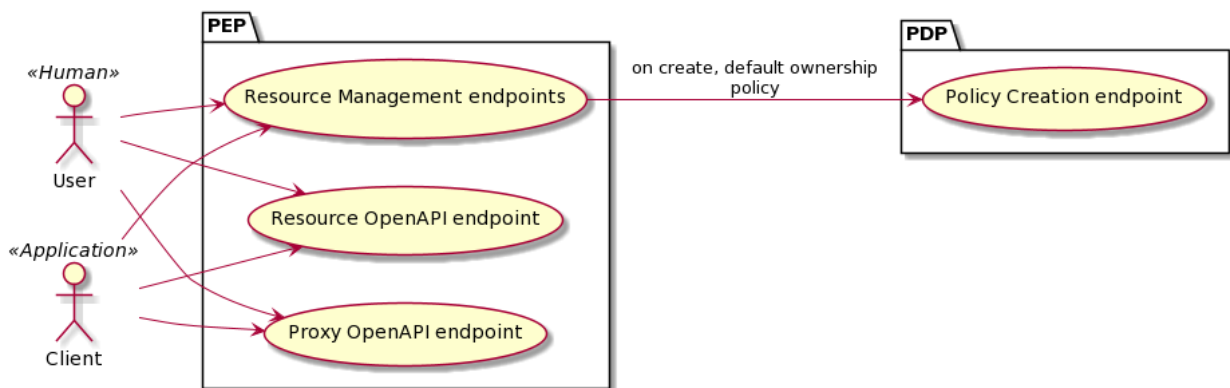 PEP
PDP
«Human»
User
Resource Management endpoints
on create, default ownership
policy
Policy Creation endpoint
Resource OpenAPI endpoint
«Application»
Client
Proxy OpenAPI endpoint